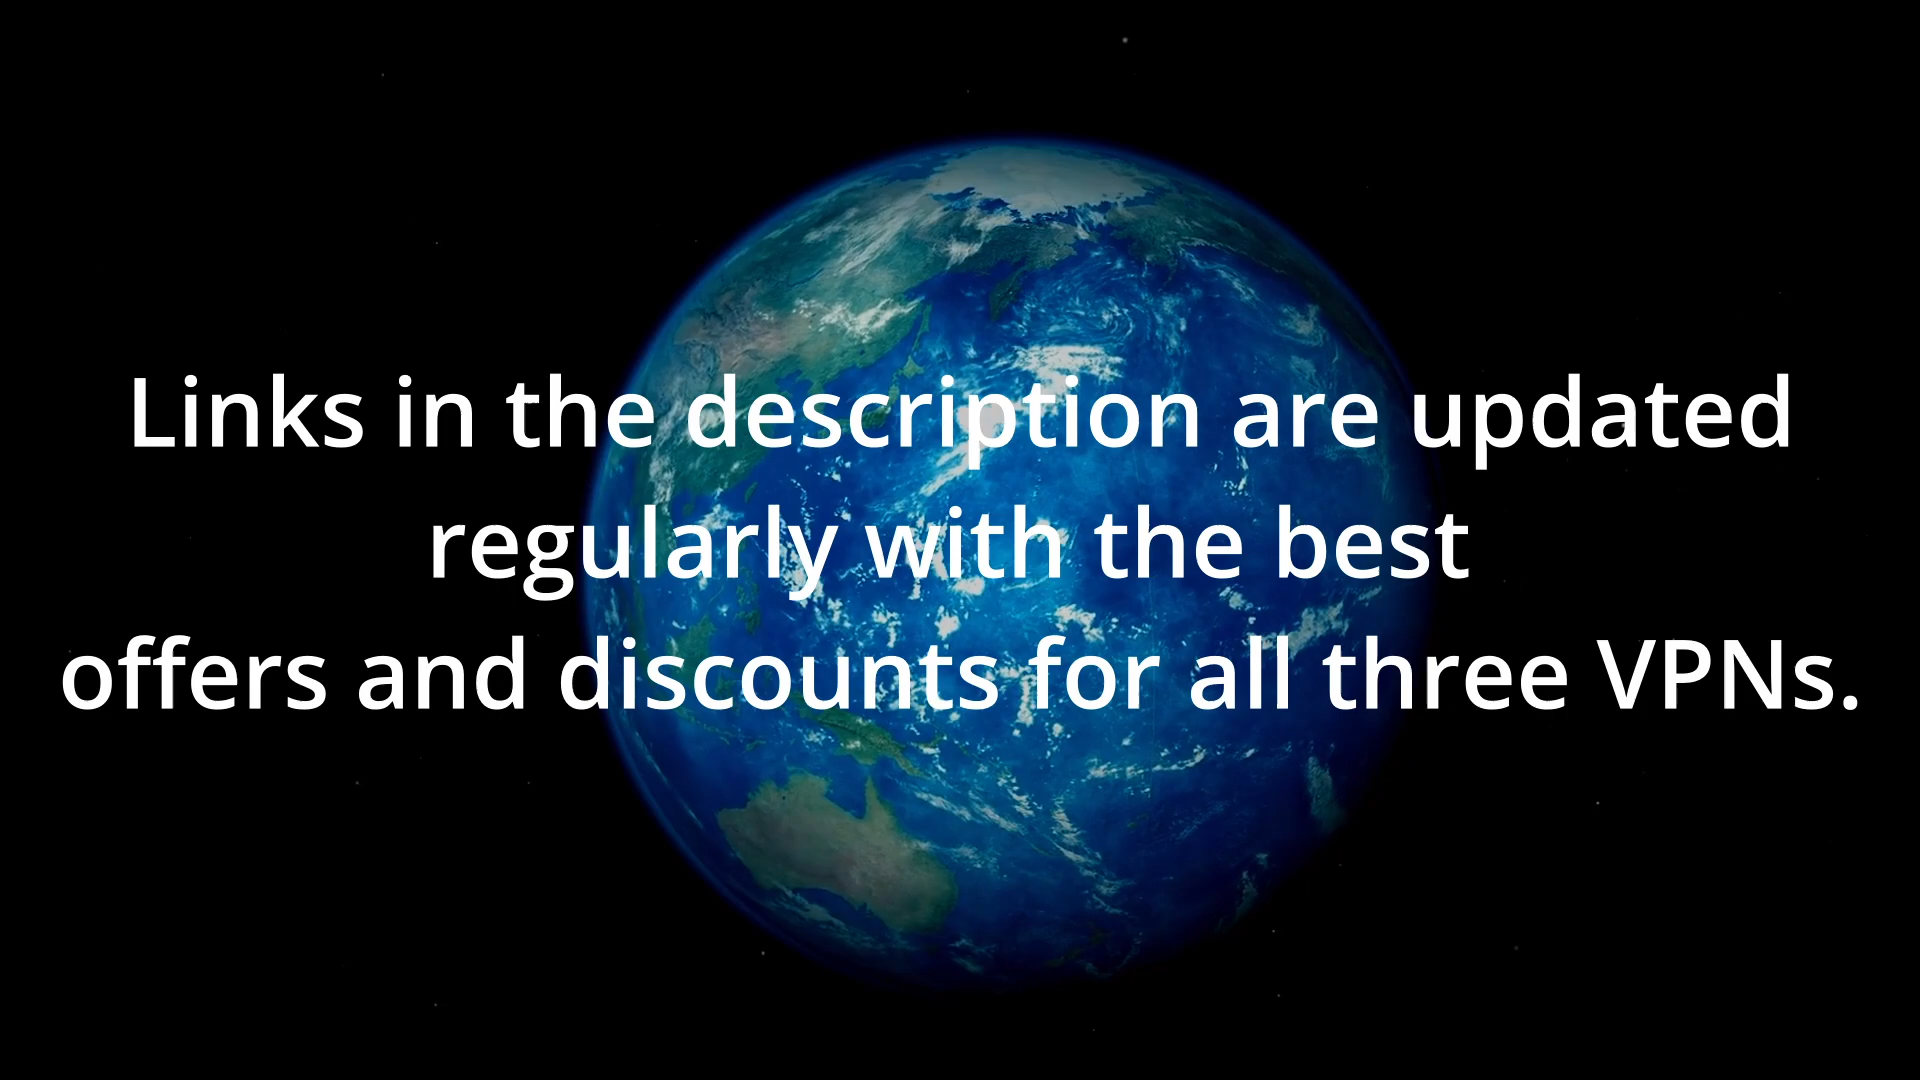 Links in the description are updated
regularly with the best
offers and discounts for all three VPNs.